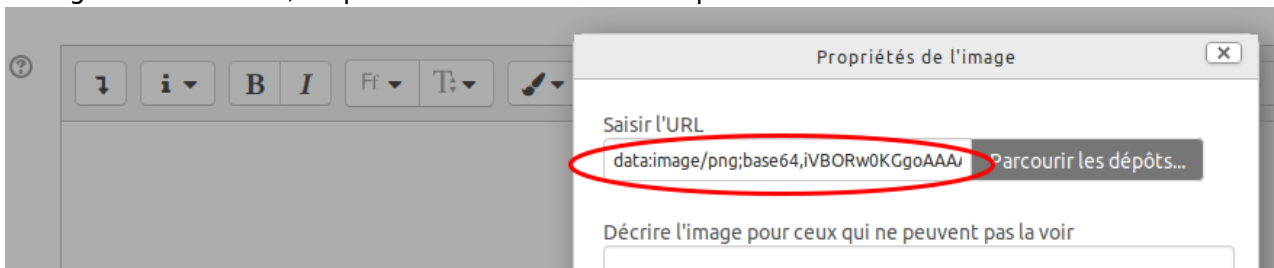 Propriétés de l'image
i B I Ff T
Saisir l'URL
data:image/png;base64,iVBORw0KGgoAAAA
Parcourir les dépôts...
Décrire l'image pour ceux qui ne peuvent pas la voir